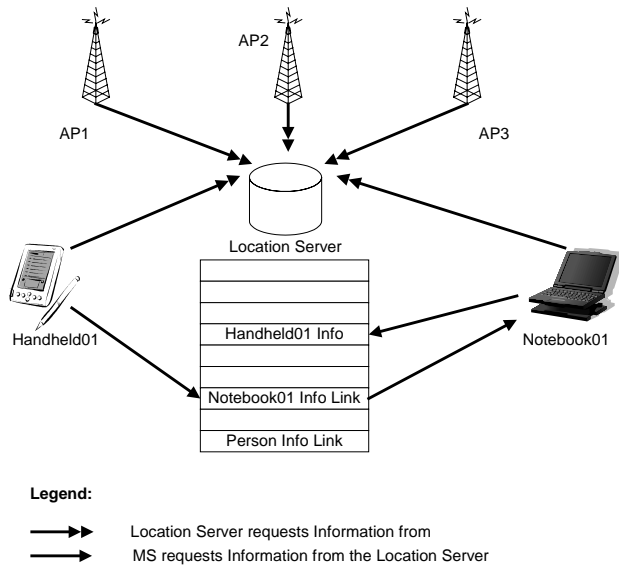 AP2
AP1
AP3
Location Server
Handheld01 Info
Handheld01
Notebook01
Notebook01 Info Link
Person Info Link
Legend:
Location Server requests Information from
MS requests Information from the Location Server